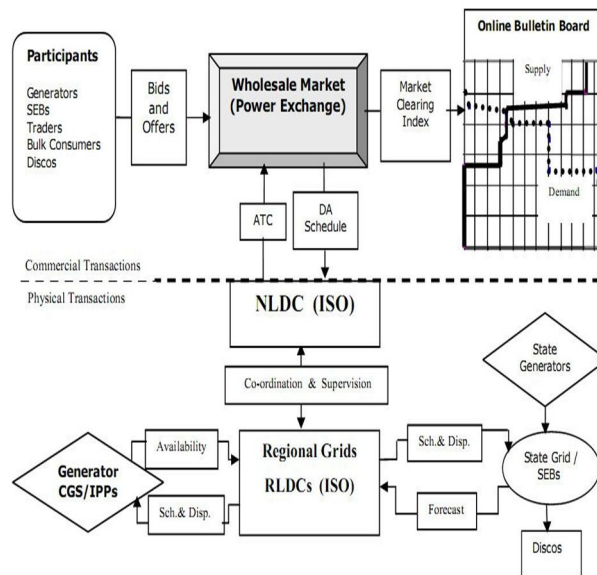 Online Bulletin Board
Participants
Generators
SEBs
Traders
Bulk Consumers
Discos
Bids
and
Offers
Wholesale Market
(Power Exchange)
Market
Clearing
Index
Supply
Demand
ATC
DA
Schedule
Commercial Transactions
Physical Transactions
NLDC (ISO)
State
Generators
Co-ordination & Supervision
Availability
Generator
CGS/IPPs
Sch.& Disp.
Regional Grids
RLDCs (ISO)
Sch.& Disp.
Forecast
State Grid /
SEBs
Discos